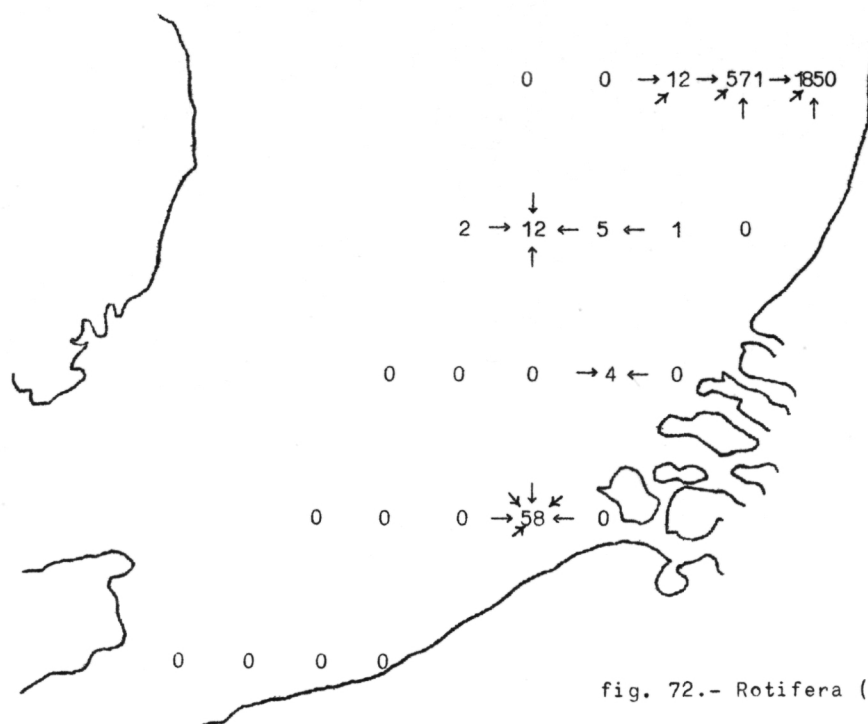 0 0 → 12 → 571 → 1850
2 → 12 ← 5 ← 1 0
0 0 0 → 4 ← 0
0 0 0 → 58 ← 0
0 0 0 0
fig. 72.- Rotifera (